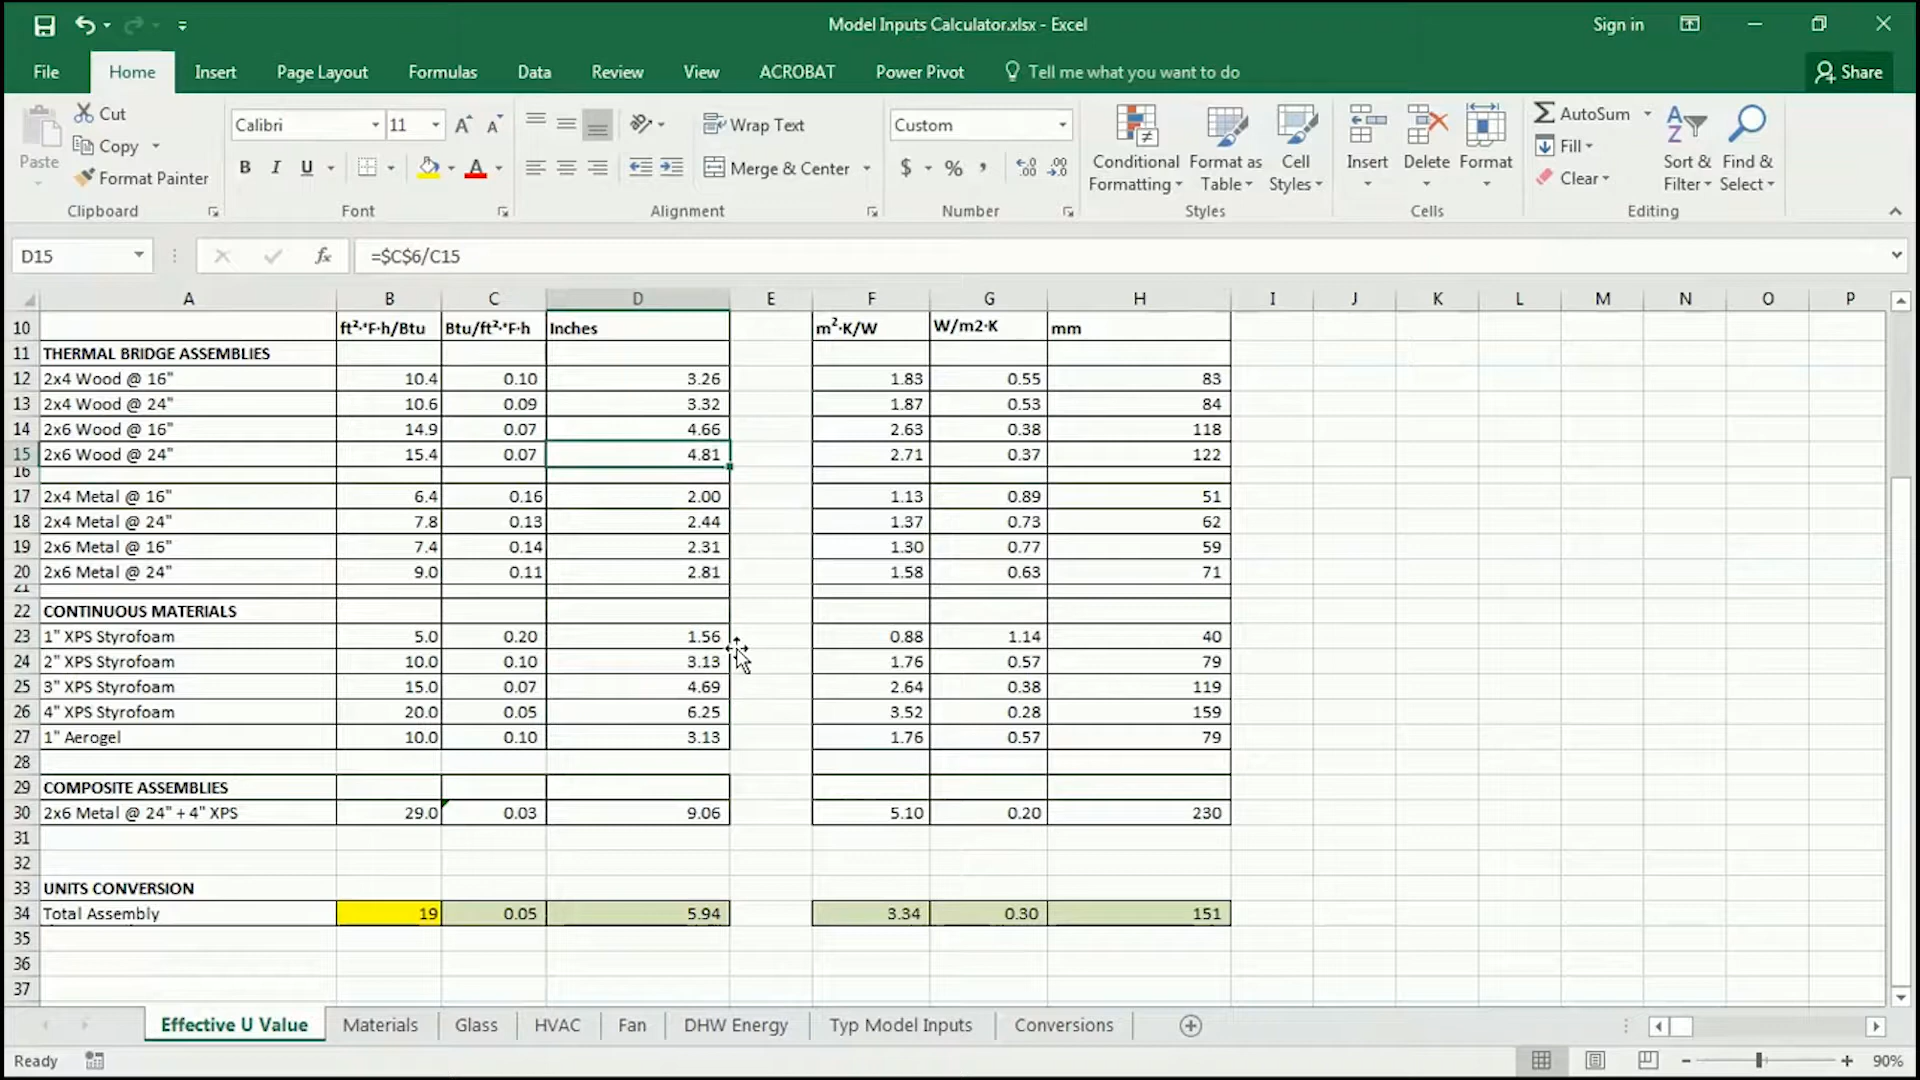 Model Inputs Calculator.xlsx - Excel
Sign in
File Home Insert Page Layout Formulas Data Review View ACROBAT Power Pivot Tell me what you want to do Share
Paste
Cut
Copy
Format Painter
Clipboard
Calibri 11
B I U
Font
Wrap Text
Merge & Center
Alignment
Custom
$ % ,
Number
Conditional Formatting
Format as Table
Cell Styles
Styles
Insert Delete Format
Cells
AutoSum
Fill
Clear
Sort & Filter
Find & Select
Editing
D15 fx =$C$6/C15
A B C D E F G H I J K L M N O P
10 ft²·°F·h/Btu Btu/ft²·°F·h Inches m²·K/W W/m2·K mm
11 THERMAL BRIDGE ASSEMBLIES
12 2x4 Wood @ 16" 10.4 0.10 3.26 1.83 0.55 83
13 2x4 Wood @ 24" 10.6 0.09 3.32 1.87 0.53 84
14 2x6 Wood @ 16" 14.9 0.07 4.66 2.63 0.38 118
15 2x6 Wood @ 24" 15.4 0.07 4.81 2.71 0.37 122
16
17 2x4 Metal @ 16" 6.4 0.16 2.00 1.13 0.89 51
18 2x4 Metal @ 24" 7.8 0.13 2.44 1.37 0.73 62
19 2x6 Metal @ 16" 7.4 0.14 2.31 1.30 0.77 59
20 2x6 Metal @ 24" 9.0 0.11 2.81 1.58 0.63 71
21
22 CONTINUOUS MATERIALS
23 1" XPS Styrofoam 5.0 0.20 1.56 0.88 1.14 40
24 2" XPS Styrofoam 10.0 0.10 3.13 1.76 0.57 79
25 3" XPS Styrofoam 15.0 0.07 4.69 2.64 0.38 119
26 4" XPS Styrofoam 20.0 0.05 6.25 3.52 0.28 159
27 1" Aerogel 10.0 0.10 3.13 1.76 0.57 79
28
29 COMPOSITE ASSEMBLIES
30 2x6 Metal @ 24" + 4" XPS 29.0 0.03 9.06 5.10 0.20 230
31
32
33 UNITS CONVERSION
34 Total Assembly 19 0.05 5.94 3.34 0.30 151
35
36
37
Effective U Value Materials Glass HVAC Fan DHW Energy Typ Model Inputs Conversions
Ready 90%